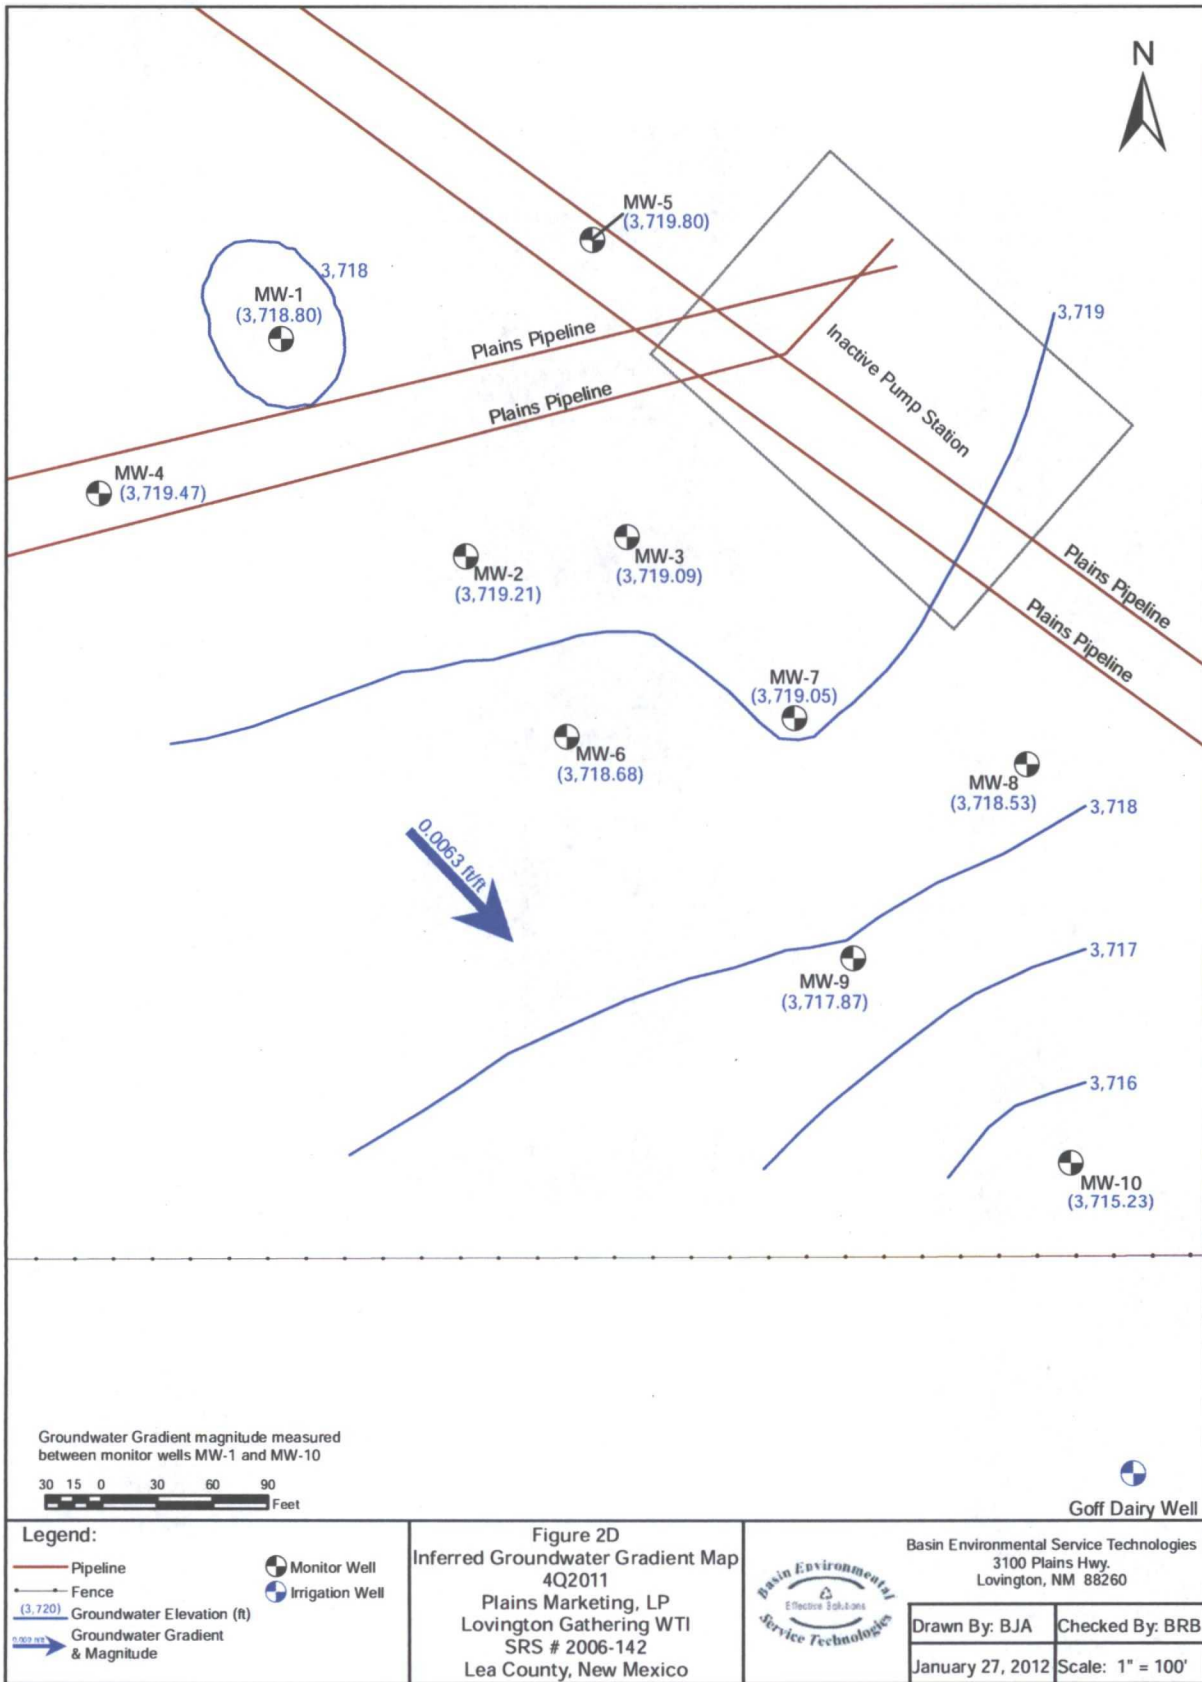 N
MW-5
(3,719.80)
3,718
MW-1
(3,718.80)
3,719
Plains Pipeline
Inactive Pump Station
Plains Pipeline
MW-4
(3,719.47)
MW-3
(3,719.09)
MW-2
(3,719.21)
Plains Pipeline
Plains Pipeline
MW-7
(3,719.05)
MW-6
(3,718.68)
MW-8
(3,718.53)
3,718
0.0063 ft/ft
3,717
MW-9
(3,717.87)
3,716
MW-10
(3,715.23)
Groundwater Gradient magnitude measured
between monitor wells MW-1 and MW-10
30 15 0 30 60 90
Feet
Goff Dairy Well
Legend:
Pipeline
Fence
(3,720) Groundwater Elevation (ft)
Groundwater Gradient
& Magnitude
Monitor Well
Irrigation Well
Figure 2D
Inferred Groundwater Gradient Map
4Q2011
Plains Marketing, LP
Lovington Gathering WTI
SRS # 2006-142
Lea County, New Mexico
Basin Environmental
Effective Solutions
Service Technologies
Basin Environmental Service Technologies
3100 Plains Hwy.
Lovington, NM 88260
Drawn By: BJA
Checked By: BRB
January 27, 2012
Scale: 1" = 100'